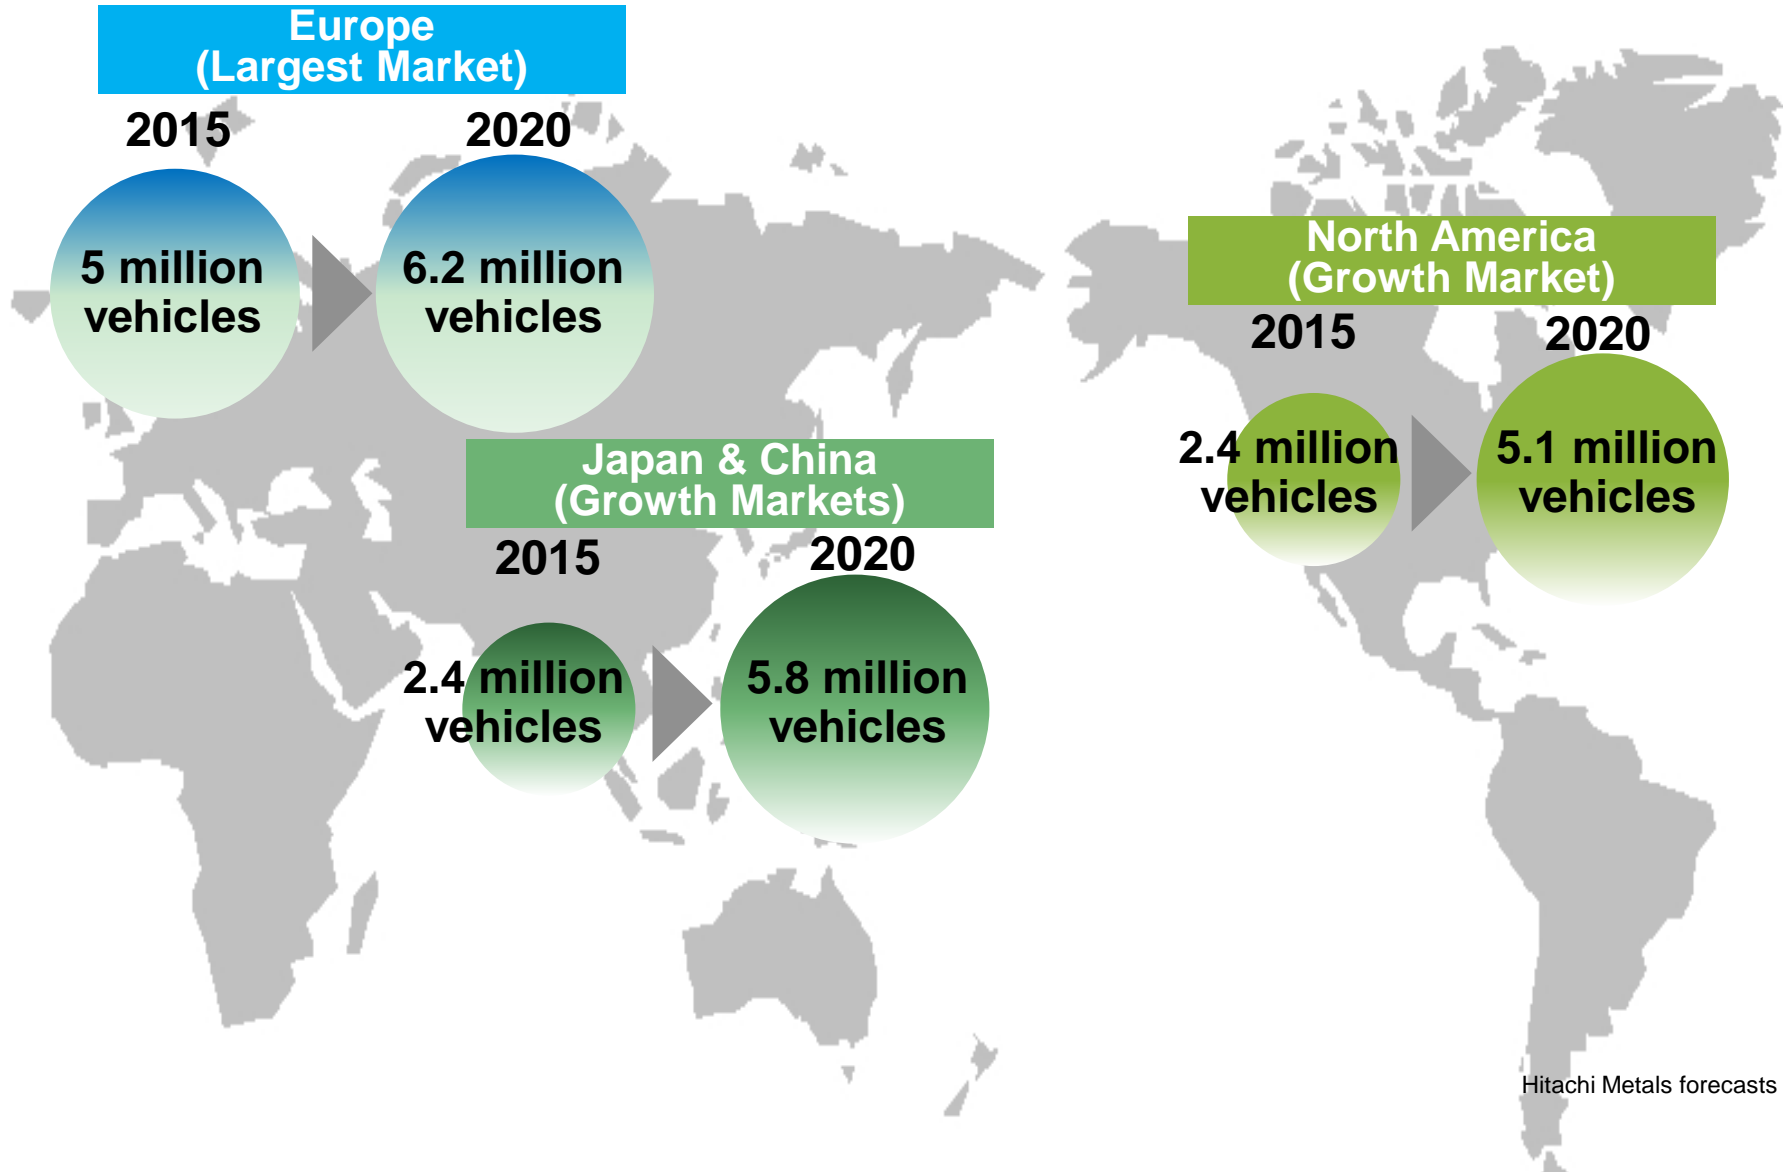 Europe
(Largest Market)
2015
2020
5 million
vehicles
6.2 million
vehicles
Japan & China
(Growth Markets)
2015
2020
2.4 million
vehicles
5.8 million
vehicles
North America
(Growth Market)
2015
2020
2.4 million
vehicles
5.1 million
vehicles
Hitachi Metals forecasts